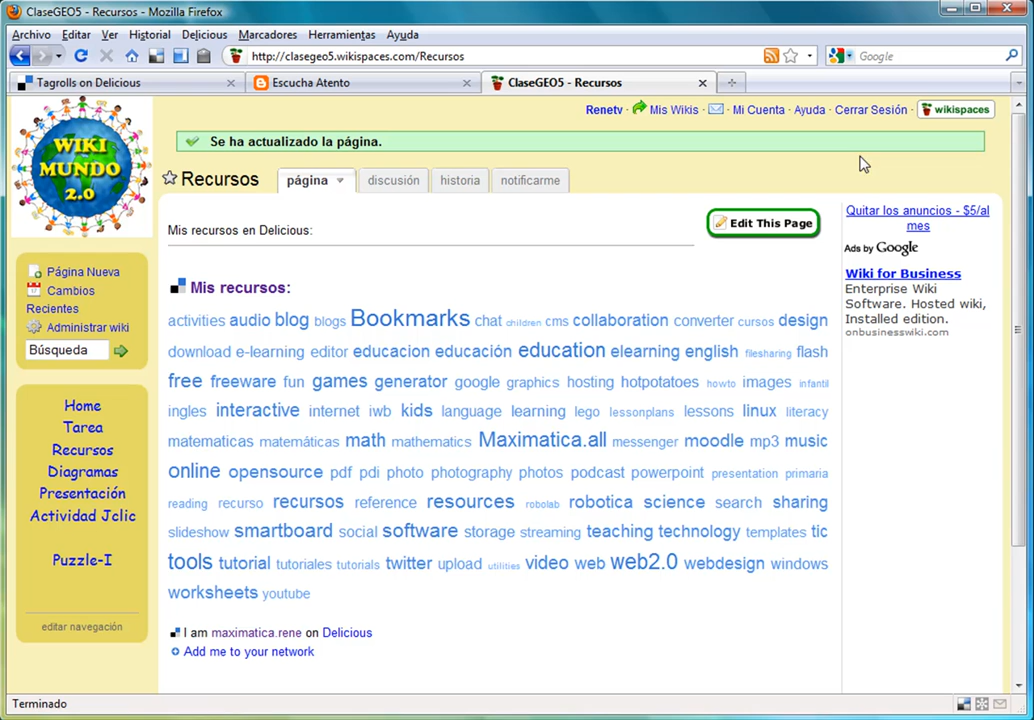 ClaseGEO5 - Recursos - Mozilla Firefox
Archivo Editar Ver Historial Delicious Marcadores Herramientas Ayuda
http://clasegeo5.wikispaces.com/Recursos Google
Tagrolls on Delicious Escucha Atento ClaseGEO5 - Recursos
Renetv · Mis Wikis · Mi Cuenta · Ayuda · Cerrar Sesión · wikispaces
WIKI
MUNDO
2.0
Se ha actualizado la página.
Recursos página discusión historia notificarme
Mis recursos en Delicious:
Edit This Page
Página Nueva
Cambios
Recientes
Administrar wiki
Búsqueda
Home
Tarea
Recursos
Diagramas
Presentación
Actividad Jclic
Puzzle-I
editar navegación
Mis recursos:
activities audio blog blogs Bookmarks chat children cms collaboration converter cursos design
download e-learning editor educacion educación education elearning english filesharing flash
free freeware fun games generator google graphics hosting hotpotatoes howto images infantil
ingles interactive internet iwb kids language learning lego lessonplans lessons linux literacy
matematicas matemáticas math mathematics Maximatica.all messenger moodle mp3 music
online opensource pdf pdi photo photography photos podcast powerpoint presentation primaria
reading recurso recursos reference resources robolab robotica science search sharing
slideshow smartboard social software storage streaming teaching technology templates tic
tools tutorial tutoriales tutorials twitter upload utilities video web web2.0 webdesign windows
worksheets youtube
I am maximatica.rene on Delicious
Add me to your network
Quitar los anuncios - $5/al
mes
Ads by Google
Wiki for Business
Enterprise Wiki
Software. Hosted wiki,
Installed edition.
onbusinesswiki.com
Terminado